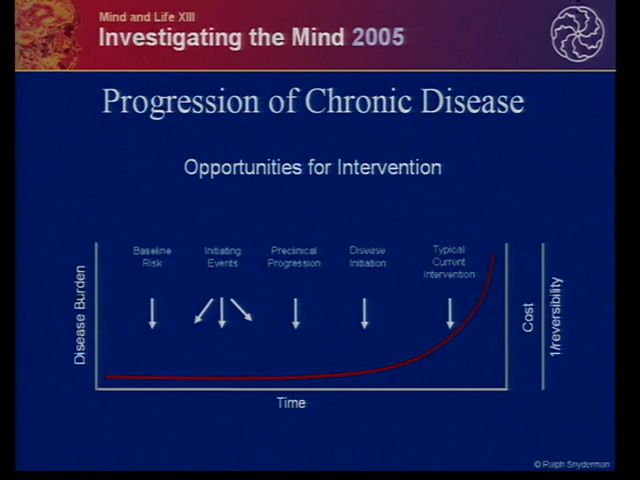 Mind and Life XIII
Investigating the Mind 2005
Progression of Chronic Disease
Opportunities for Intervention
Baseline
Risk
Initiating
Events
Preclinical
Progression
Disease
Initiation
Typical
Current
Intervention
Disease Burden
Cost
1/reversibility
Time
© Ralph Snyderman